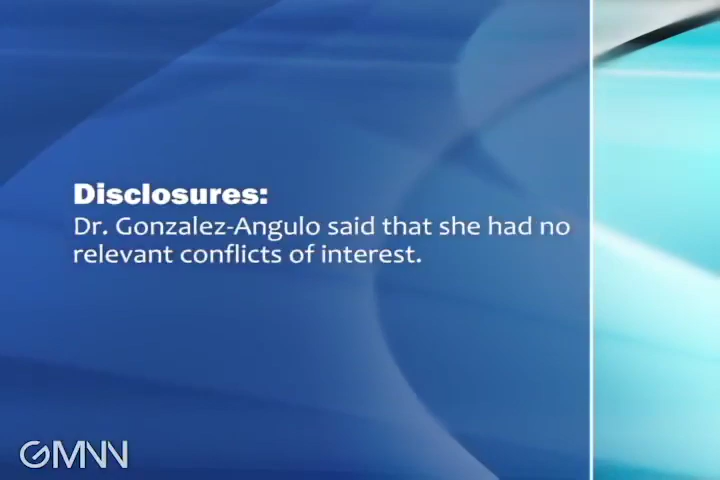 Disclosures:
Dr. Gonzalez-Angulo said that she had no
relevant conflicts of interest.
GMNN